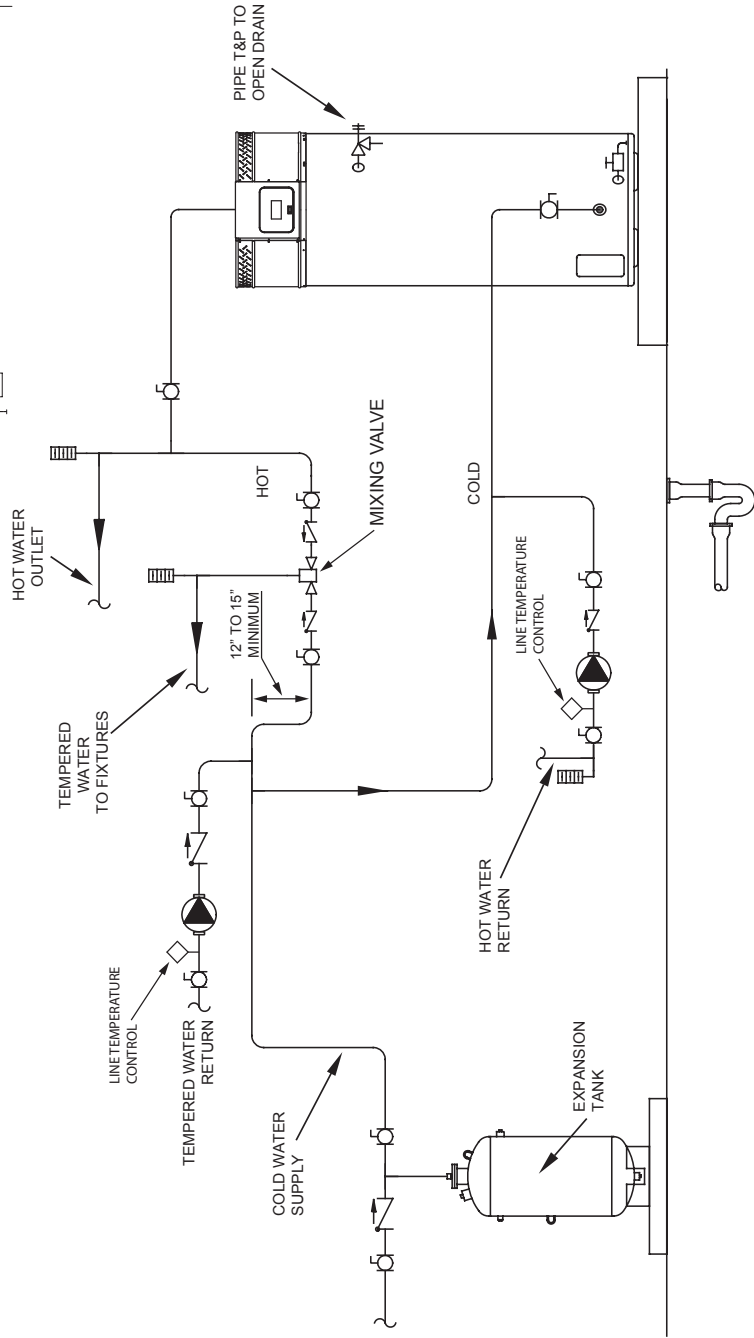 PIPE T&P TO
OPEN DRAIN
HOT WATER
OUTLET
HOT
MIXING VALVE
12" TO 15"
MINIMUM
TEMPERED
WATER
TO FIXTURES
COLD
LINE TEMPERATURE
CONTROL
LINE TEMPERATURE
CONTROL
TEMPERED WATER
RETURN
HOT WATER
RETURN
COLD WATER
SUPPLY
EXPANSION
TANK